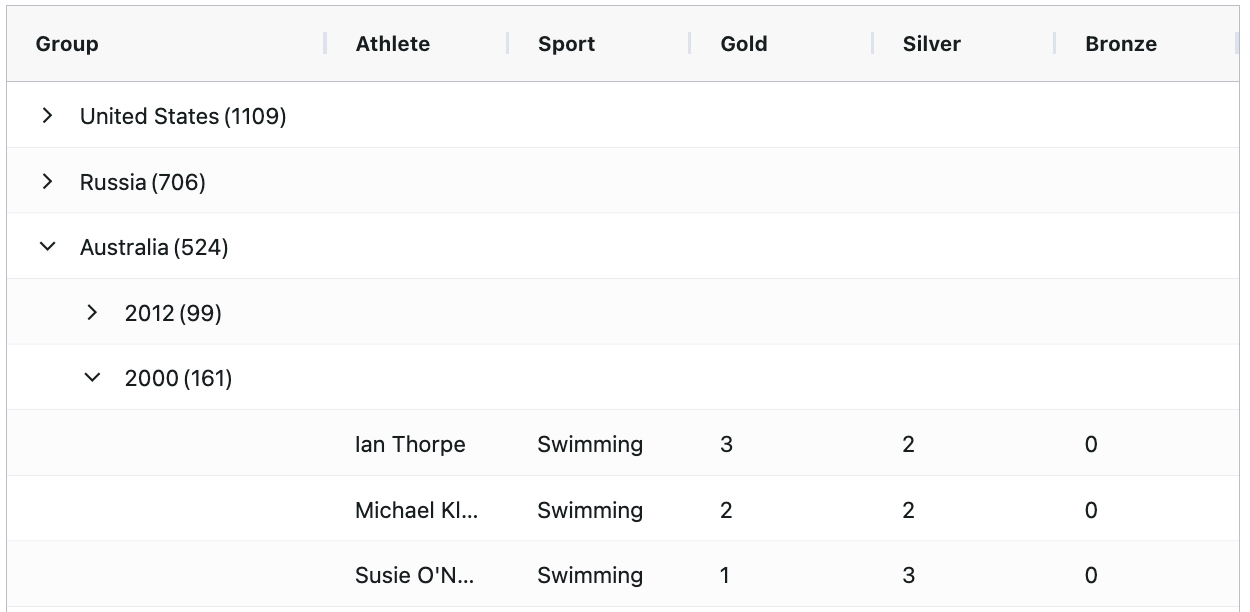 Group Athlete Sport Gold Silver Bronze
United States (1109)
Russia (706)
Australia (524)
2012 (99)
2000 (161)
Ian Thorpe Swimming 3 2 0
Michael Kl... Swimming 2 2 0
Susie O'N... Swimming 1 3 0